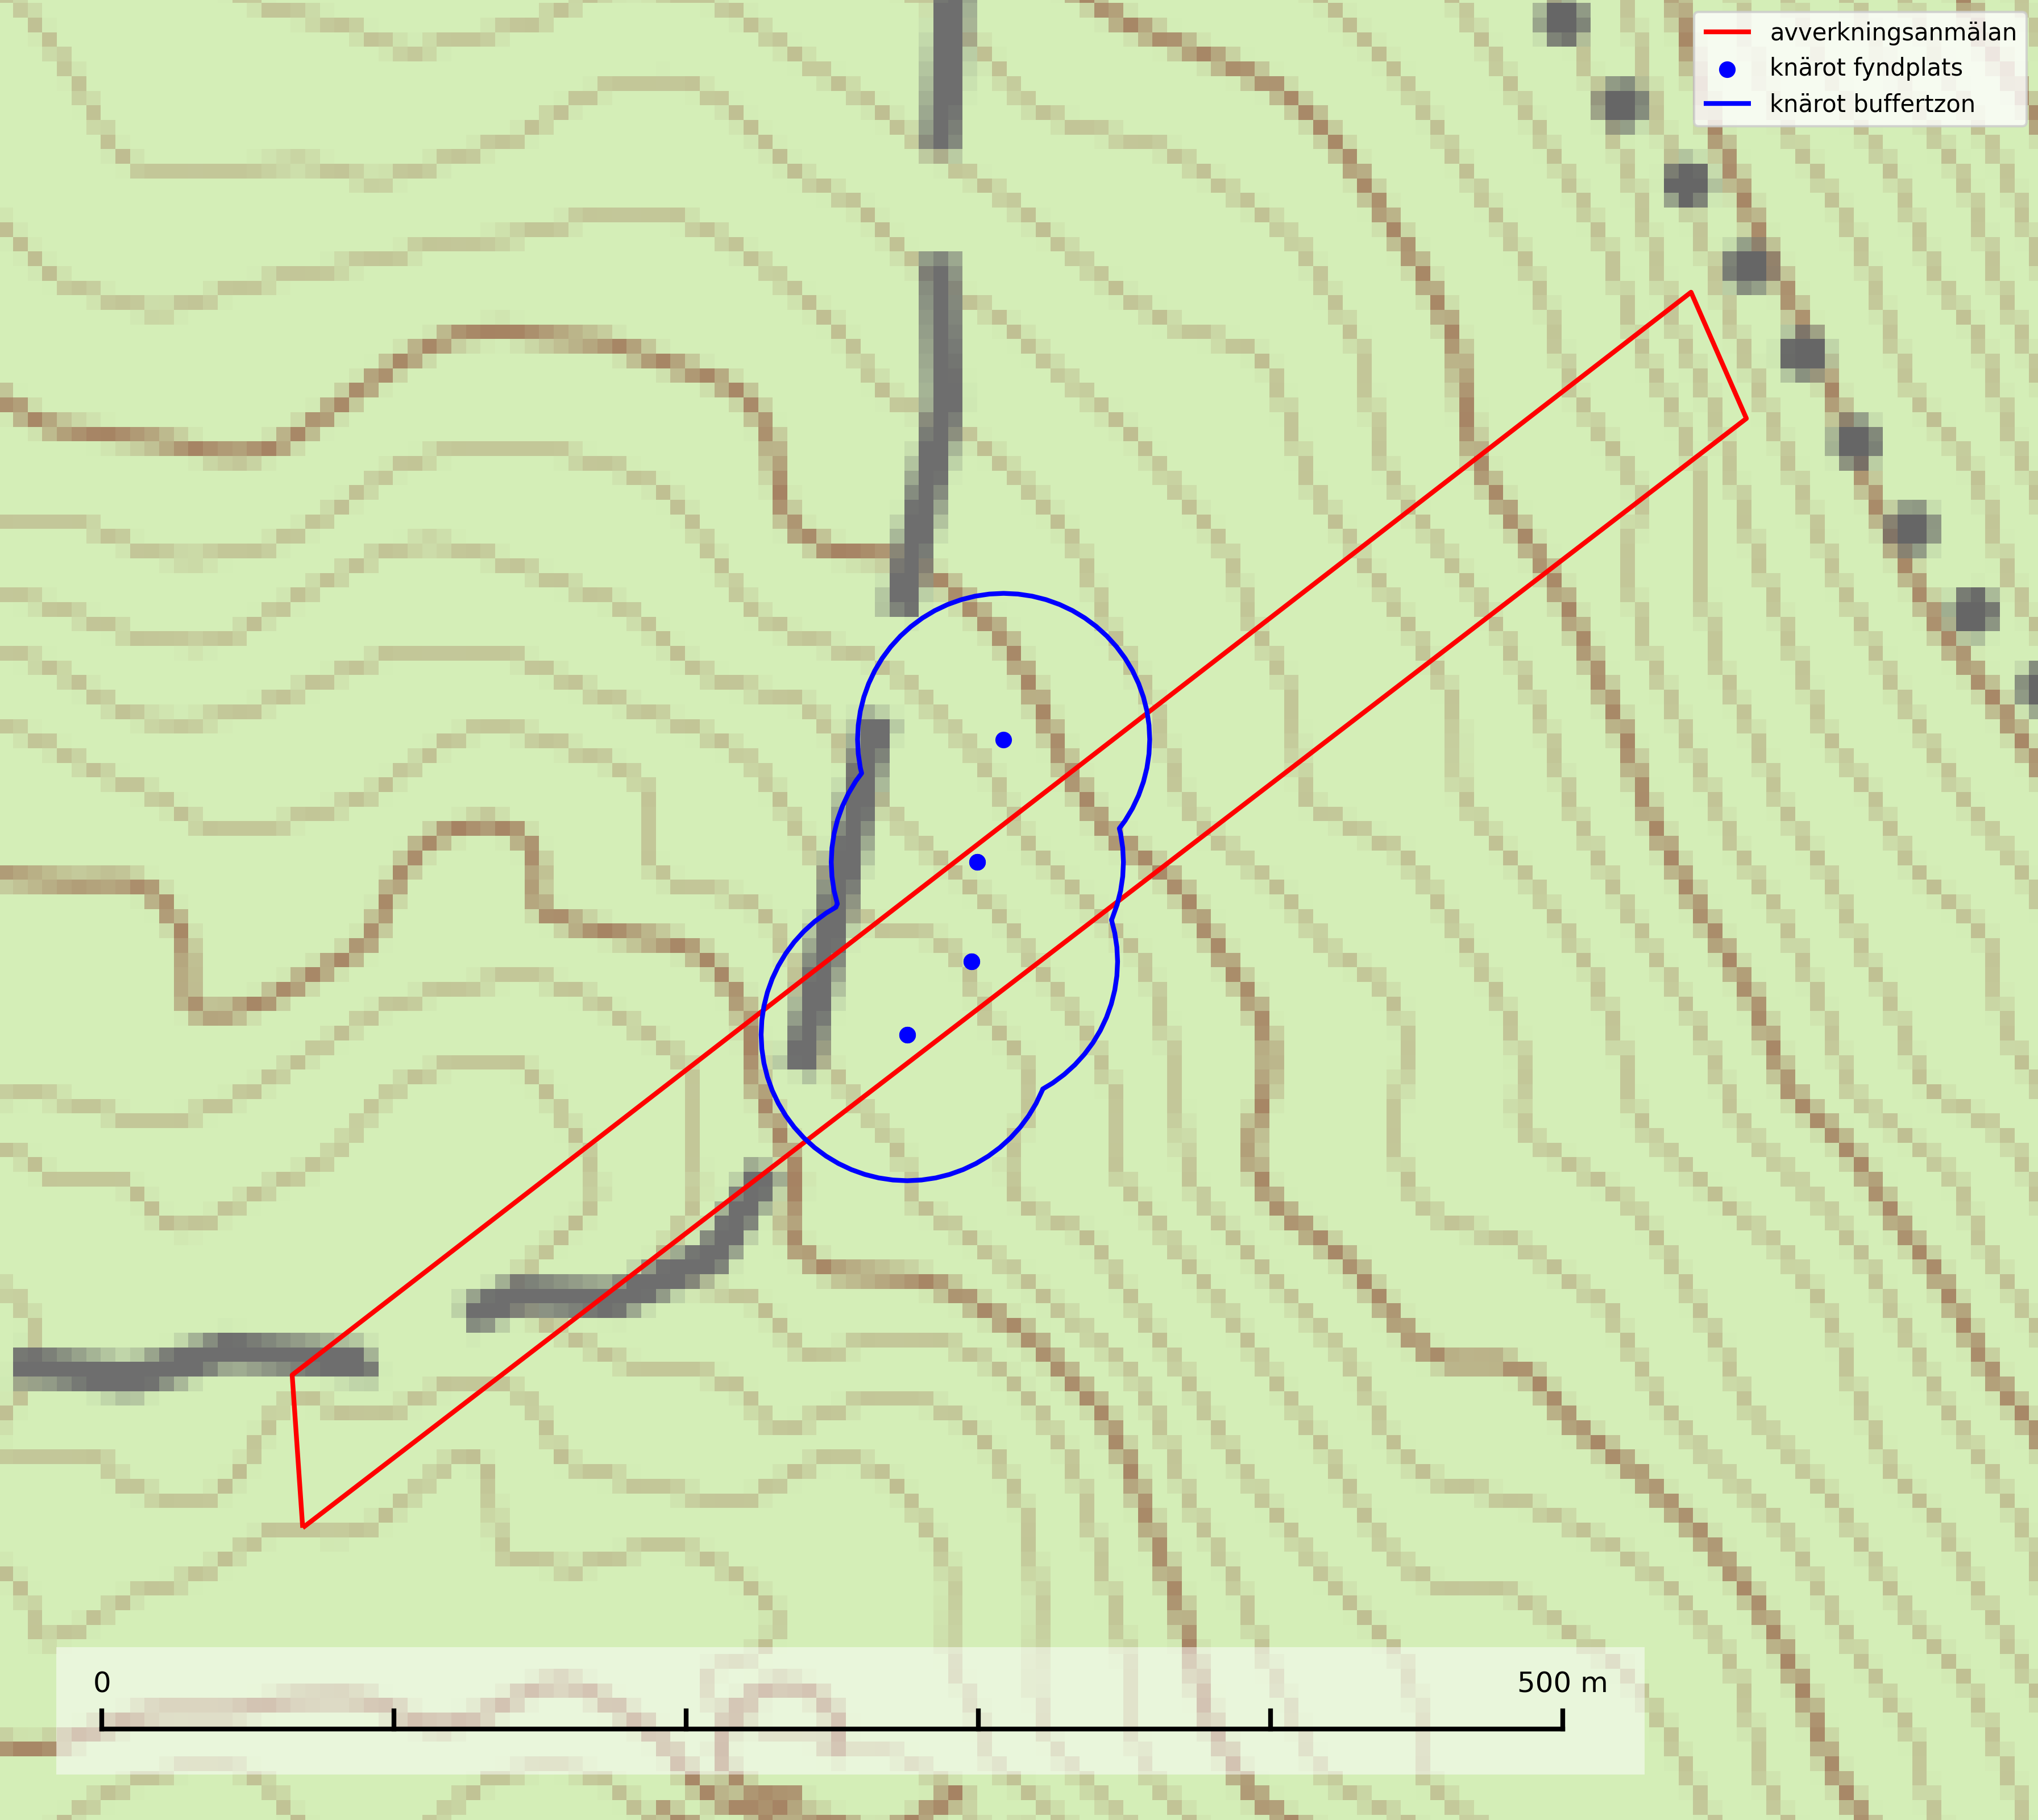 avverkningsanmälan
knärot fyndplats
knärot buffertzon
0
500 m